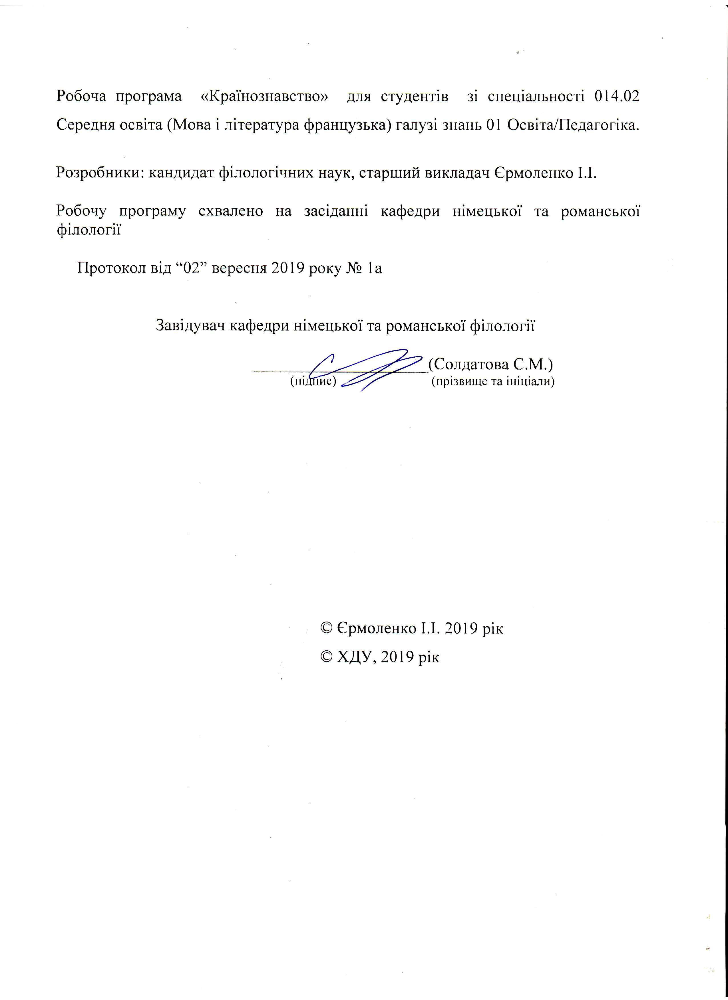 Робоча програма «Країнознавство» для студентів зі спеціальності 014.02
Середня освіта (Мова і література французька) галузі знань 01 Освіта/Педагогіка.
Розробники: кандидат філологічних наук, старший викладач Єрмоленко І.І.
Робочу програму схвалено на засіданні кафедри німецької та романської
філології
Протокол від “02” вересня 2019 року № 1а
Завідувач кафедри німецької та романської філології
(Солдатова С.М.)
(підпис) (прізвище та ініціали)
© Єрмоленко І.І. 2019 рік
© ХДУ, 2019 рік